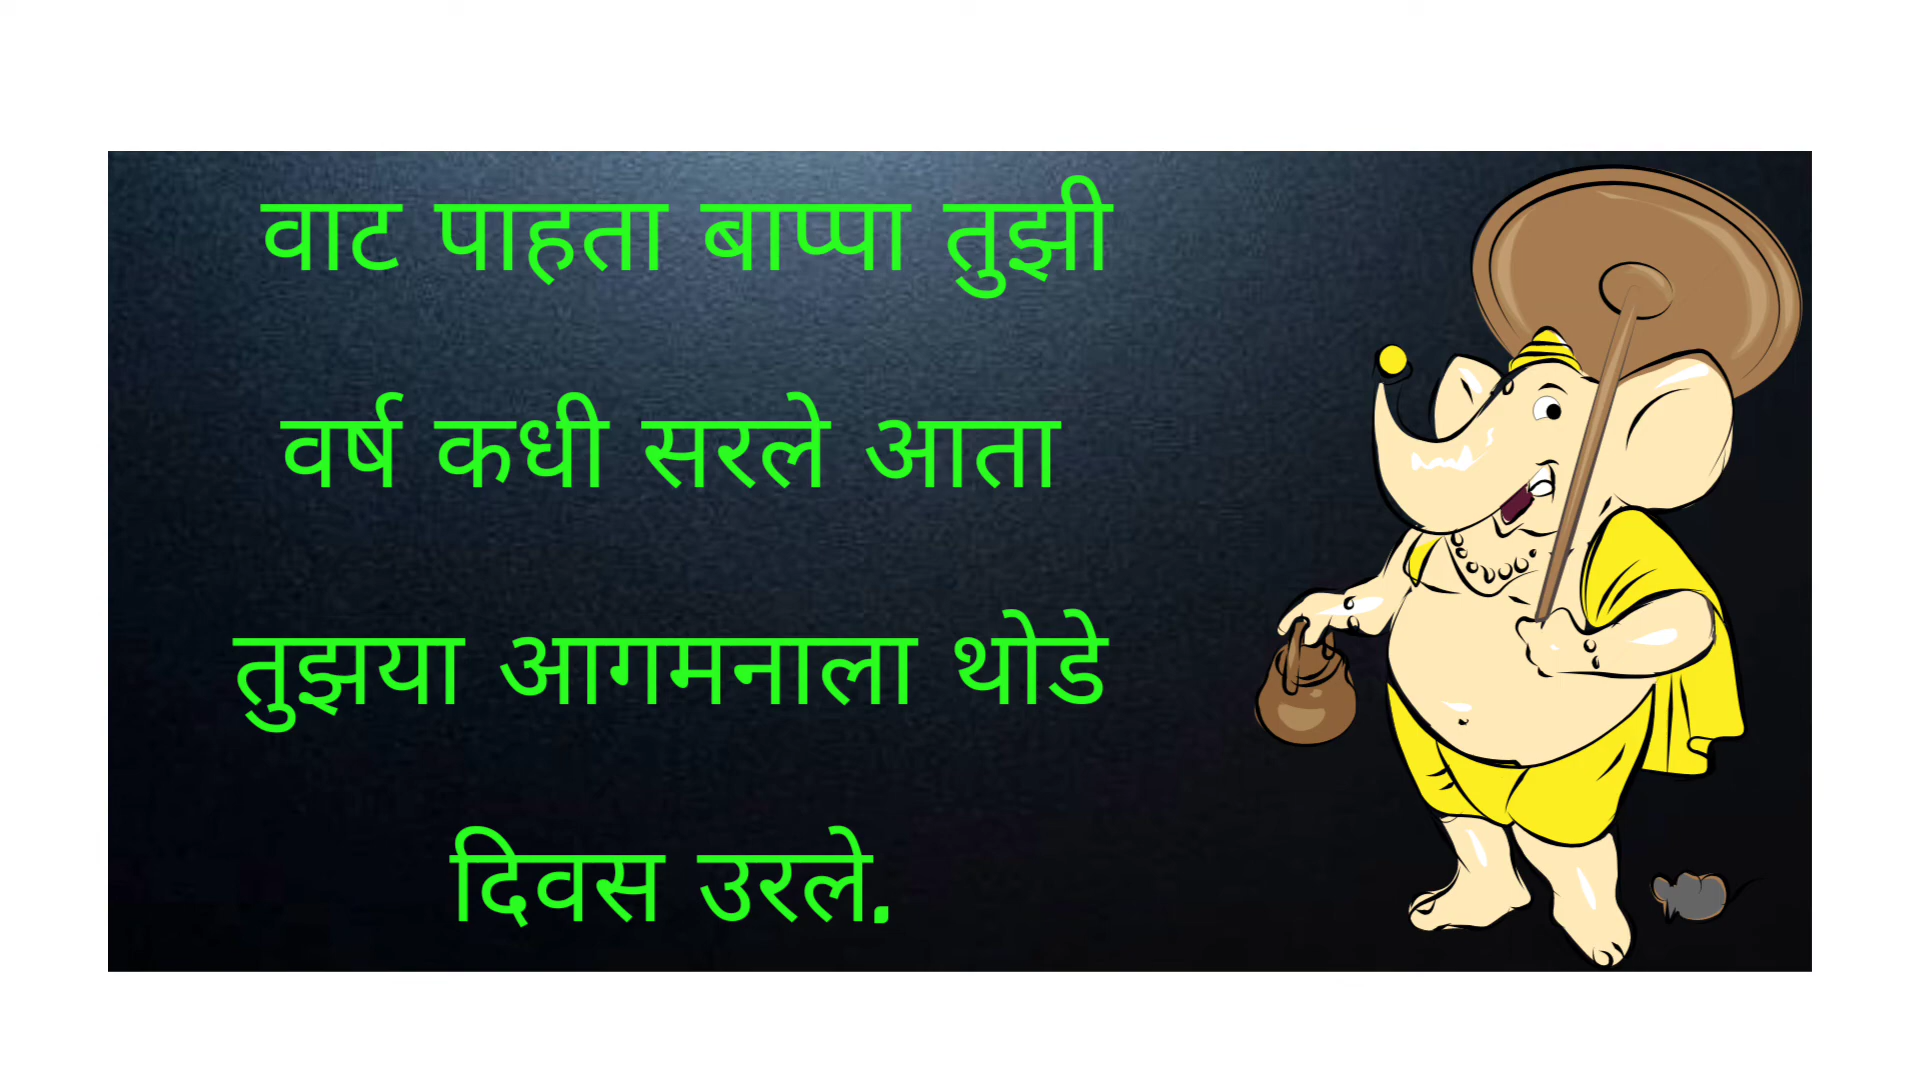 वाट पाहता बाप्पा तुझी
वर्ष कधी सरले आता
तुझया आगमनाला थोडे
दिवस उरले.